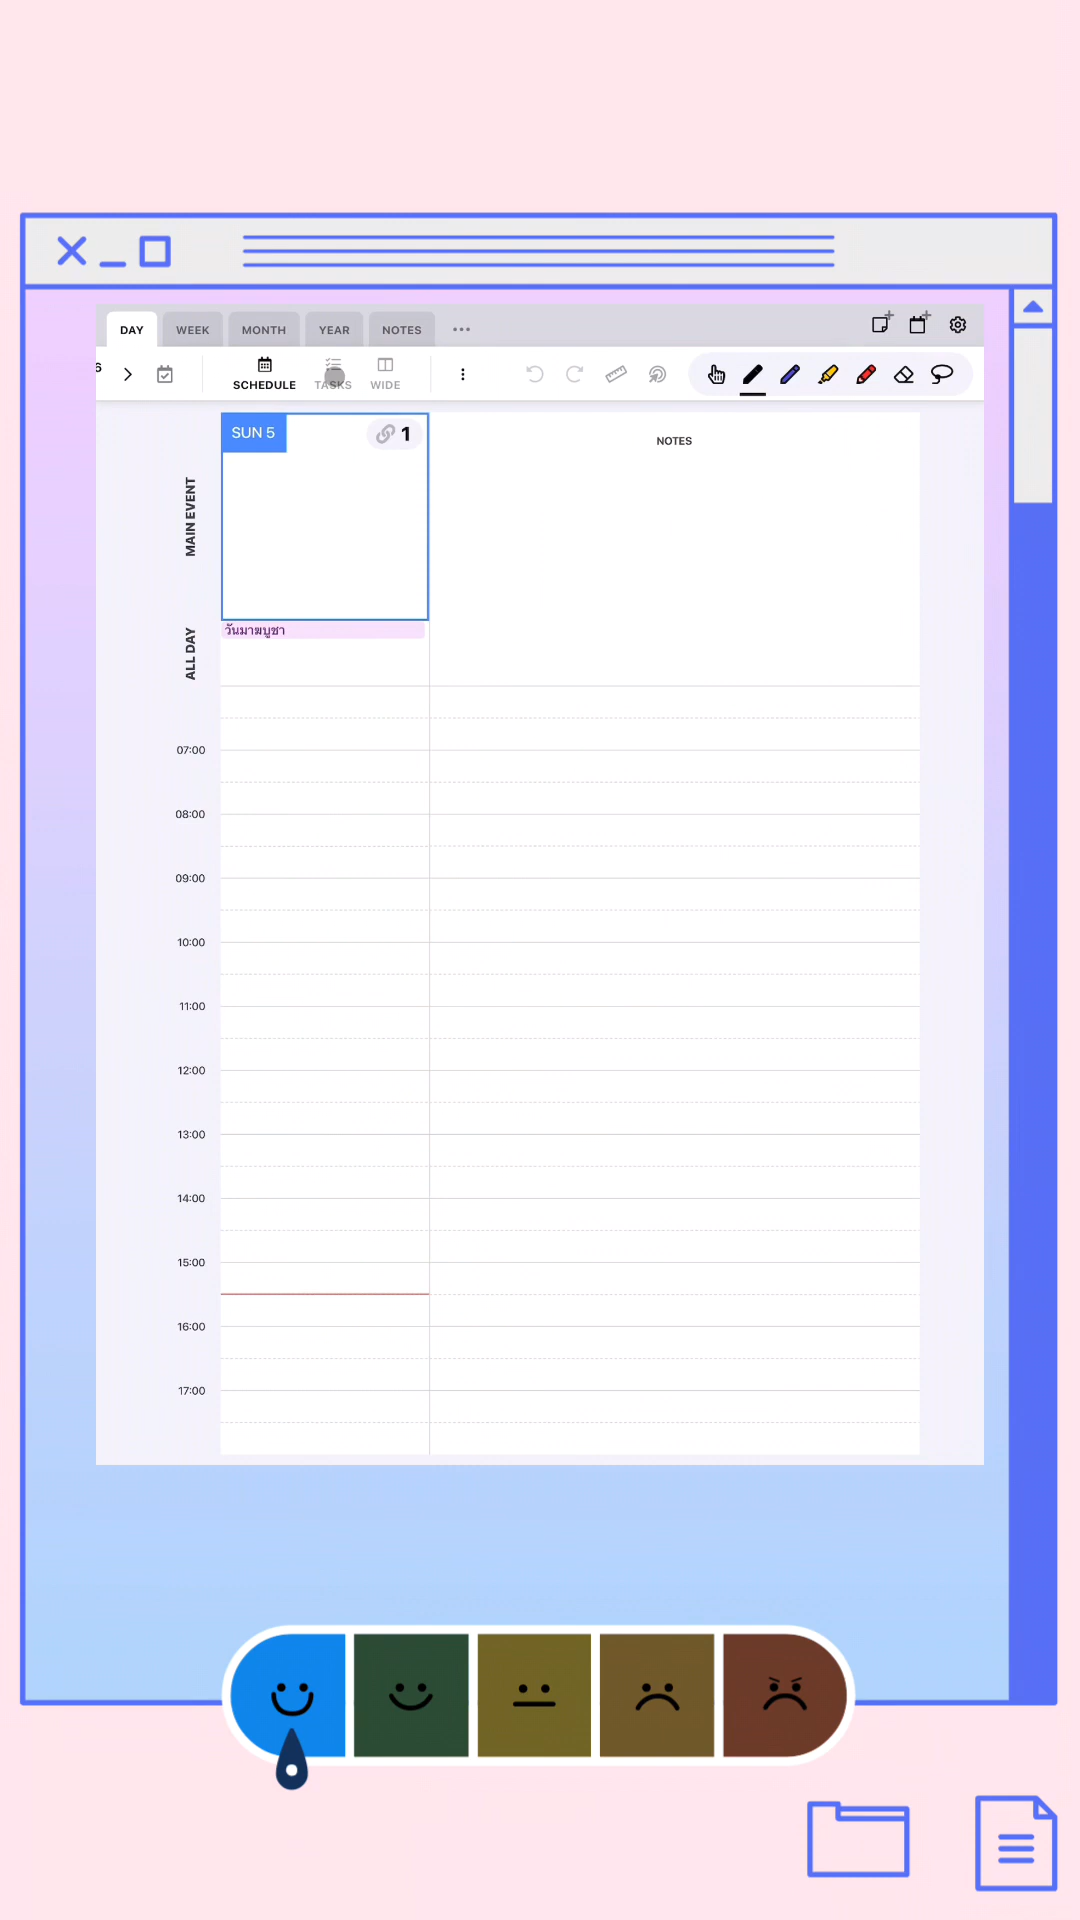 DAY WEEK MONTH YEAR NOTES
6 SCHEDULE TASKS WIDE
SUN 5 1
NOTES
MAIN EVENT
ALL DAY
วันมาฆบูชา
07:00
08:00
09:00
10:00
11:00
12:00
13:00
14:00
15:00
16:00
17:00